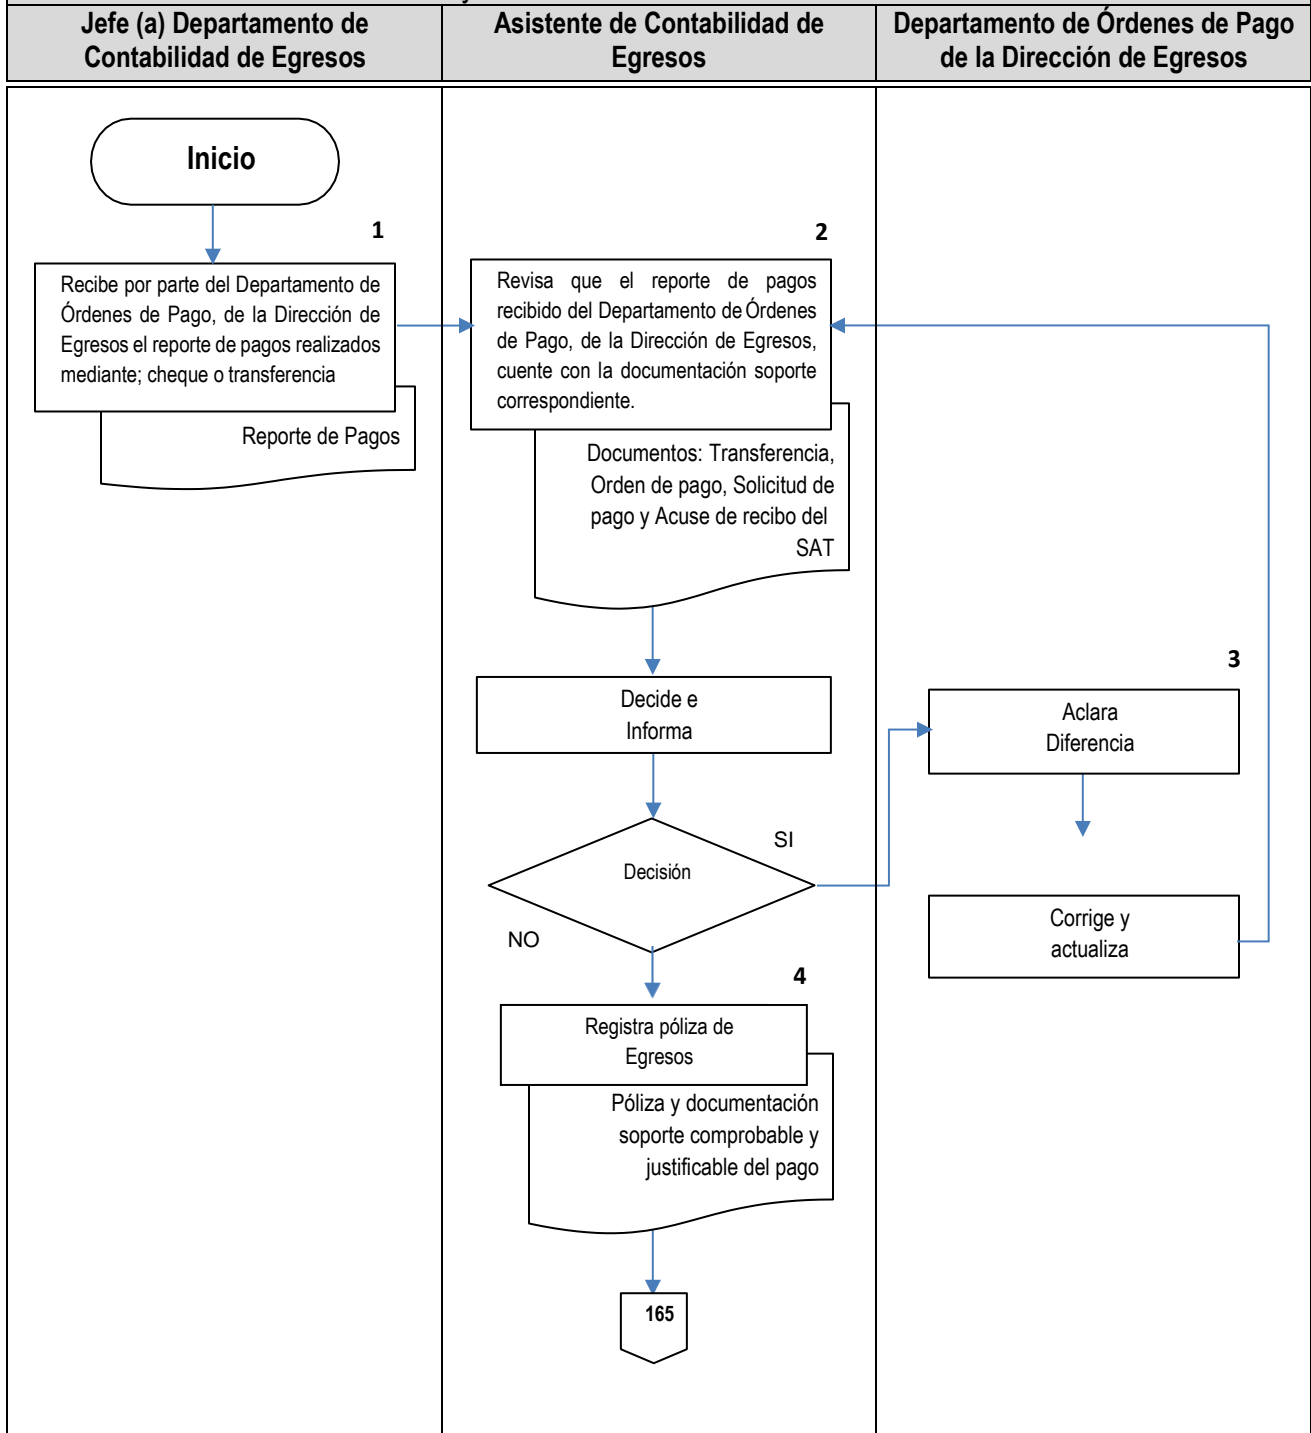 Jefe (a) Departamento de
Contabilidad de Egresos
Asistente de Contabilidad de
Egresos
Departamento de Órdenes de Pago
de la Dirección de Egresos
Inicio
1
Recibe por parte del Departamento de
Órdenes de Pago, de la Dirección de
Egresos el reporte de pagos realizados
mediante; cheque o transferencia
Reporte de Pagos
2
Revisa que el reporte de pagos
recibido del Departamento de Órdenes
de Pago, de la Dirección de Egresos,
cuente con la documentación soporte
correspondiente.
Documentos: Transferencia,
Orden de pago, Solicitud de
pago y Acuse de recibo del
SAT
Decide e
Informa
3
Aclara
Diferencia
Decisión
SI
NO
Corrige y
actualiza
4
Registra póliza de
Egresos
Póliza y documentación
soporte comprobable y
justificable del pago
165